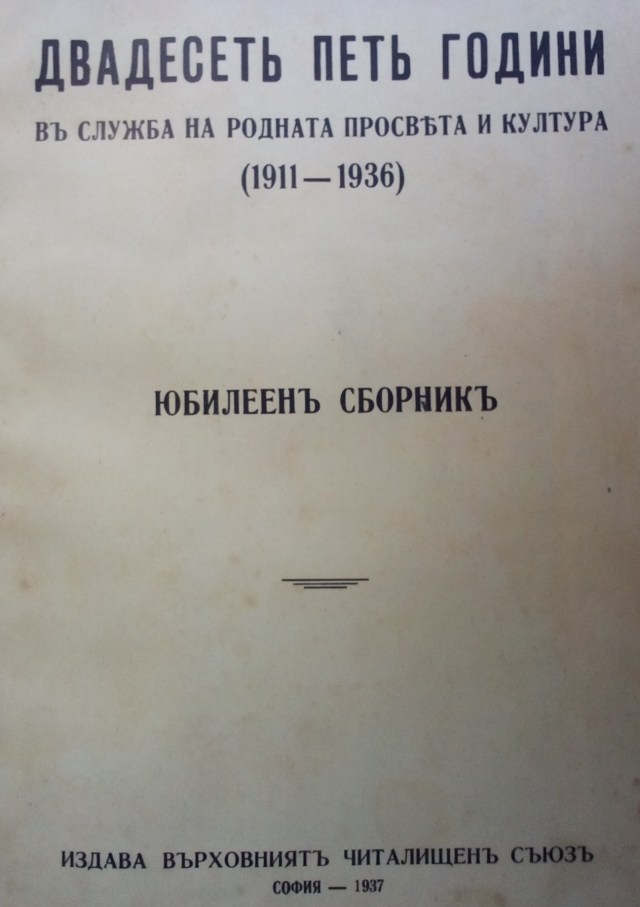 ДВАДЕСЕТЬ ПЕТЬ ГОДИНИ
ВЪ СЛУЖБА НА РОДНАТА ПРОСВѢТА И КУЛТУРА
(1911 — 1936)
ЮБИЛЕЕНЪ СБОРНИКЪ
ИЗДАВА ВЪРХОВНИЯТЪ ЧИТАЛИЩЕНЪ СЪЮЗЪ
СОФИЯ — 1937